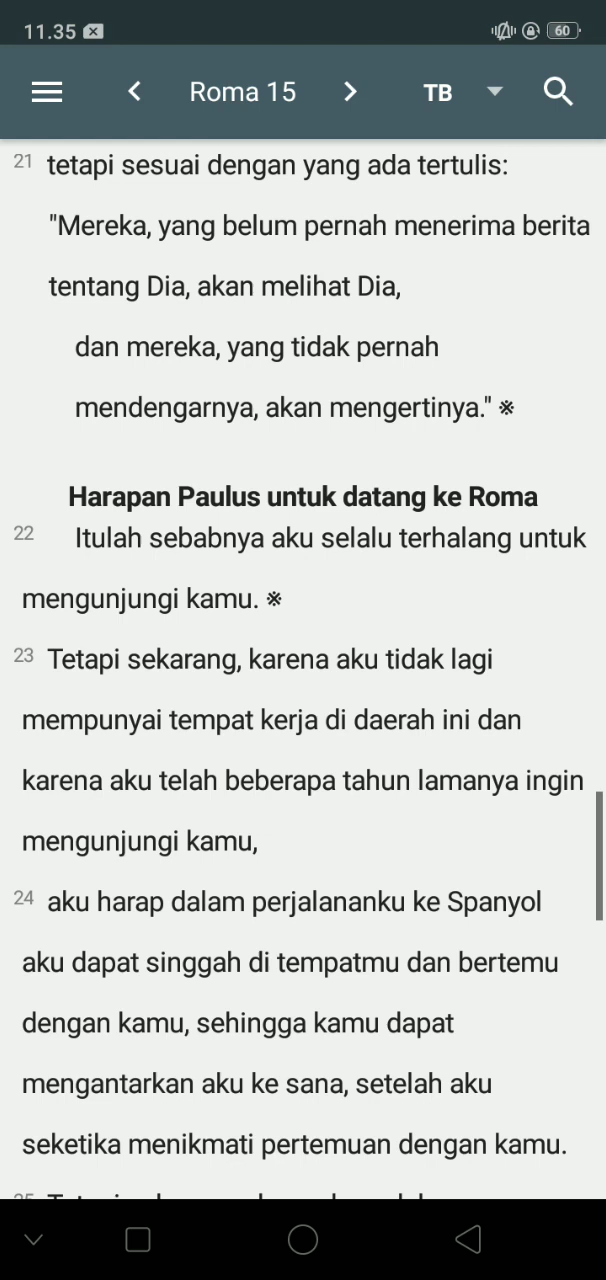 11.35
60
Roma 15
TB
21 tetapi sesuai dengan yang ada tertulis:
"Mereka, yang belum pernah menerima berita
tentang Dia, akan melihat Dia,
dan mereka, yang tidak pernah
mendengarnya, akan mengertinya." ※
Harapan Paulus untuk datang ke Roma
22 Itulah sebabnya aku selalu terhalang untuk
mengunjungi kamu. ※
23 Tetapi sekarang, karena aku tidak lagi
mempunyai tempat kerja di daerah ini dan
karena aku telah beberapa tahun lamanya ingin
mengunjungi kamu,
24 aku harap dalam perjalananku ke Spanyol
aku dapat singgah di tempatmu dan bertemu
dengan kamu, sehingga kamu dapat
mengantarkan aku ke sana, setelah aku
seketika menikmati pertemuan dengan kamu.